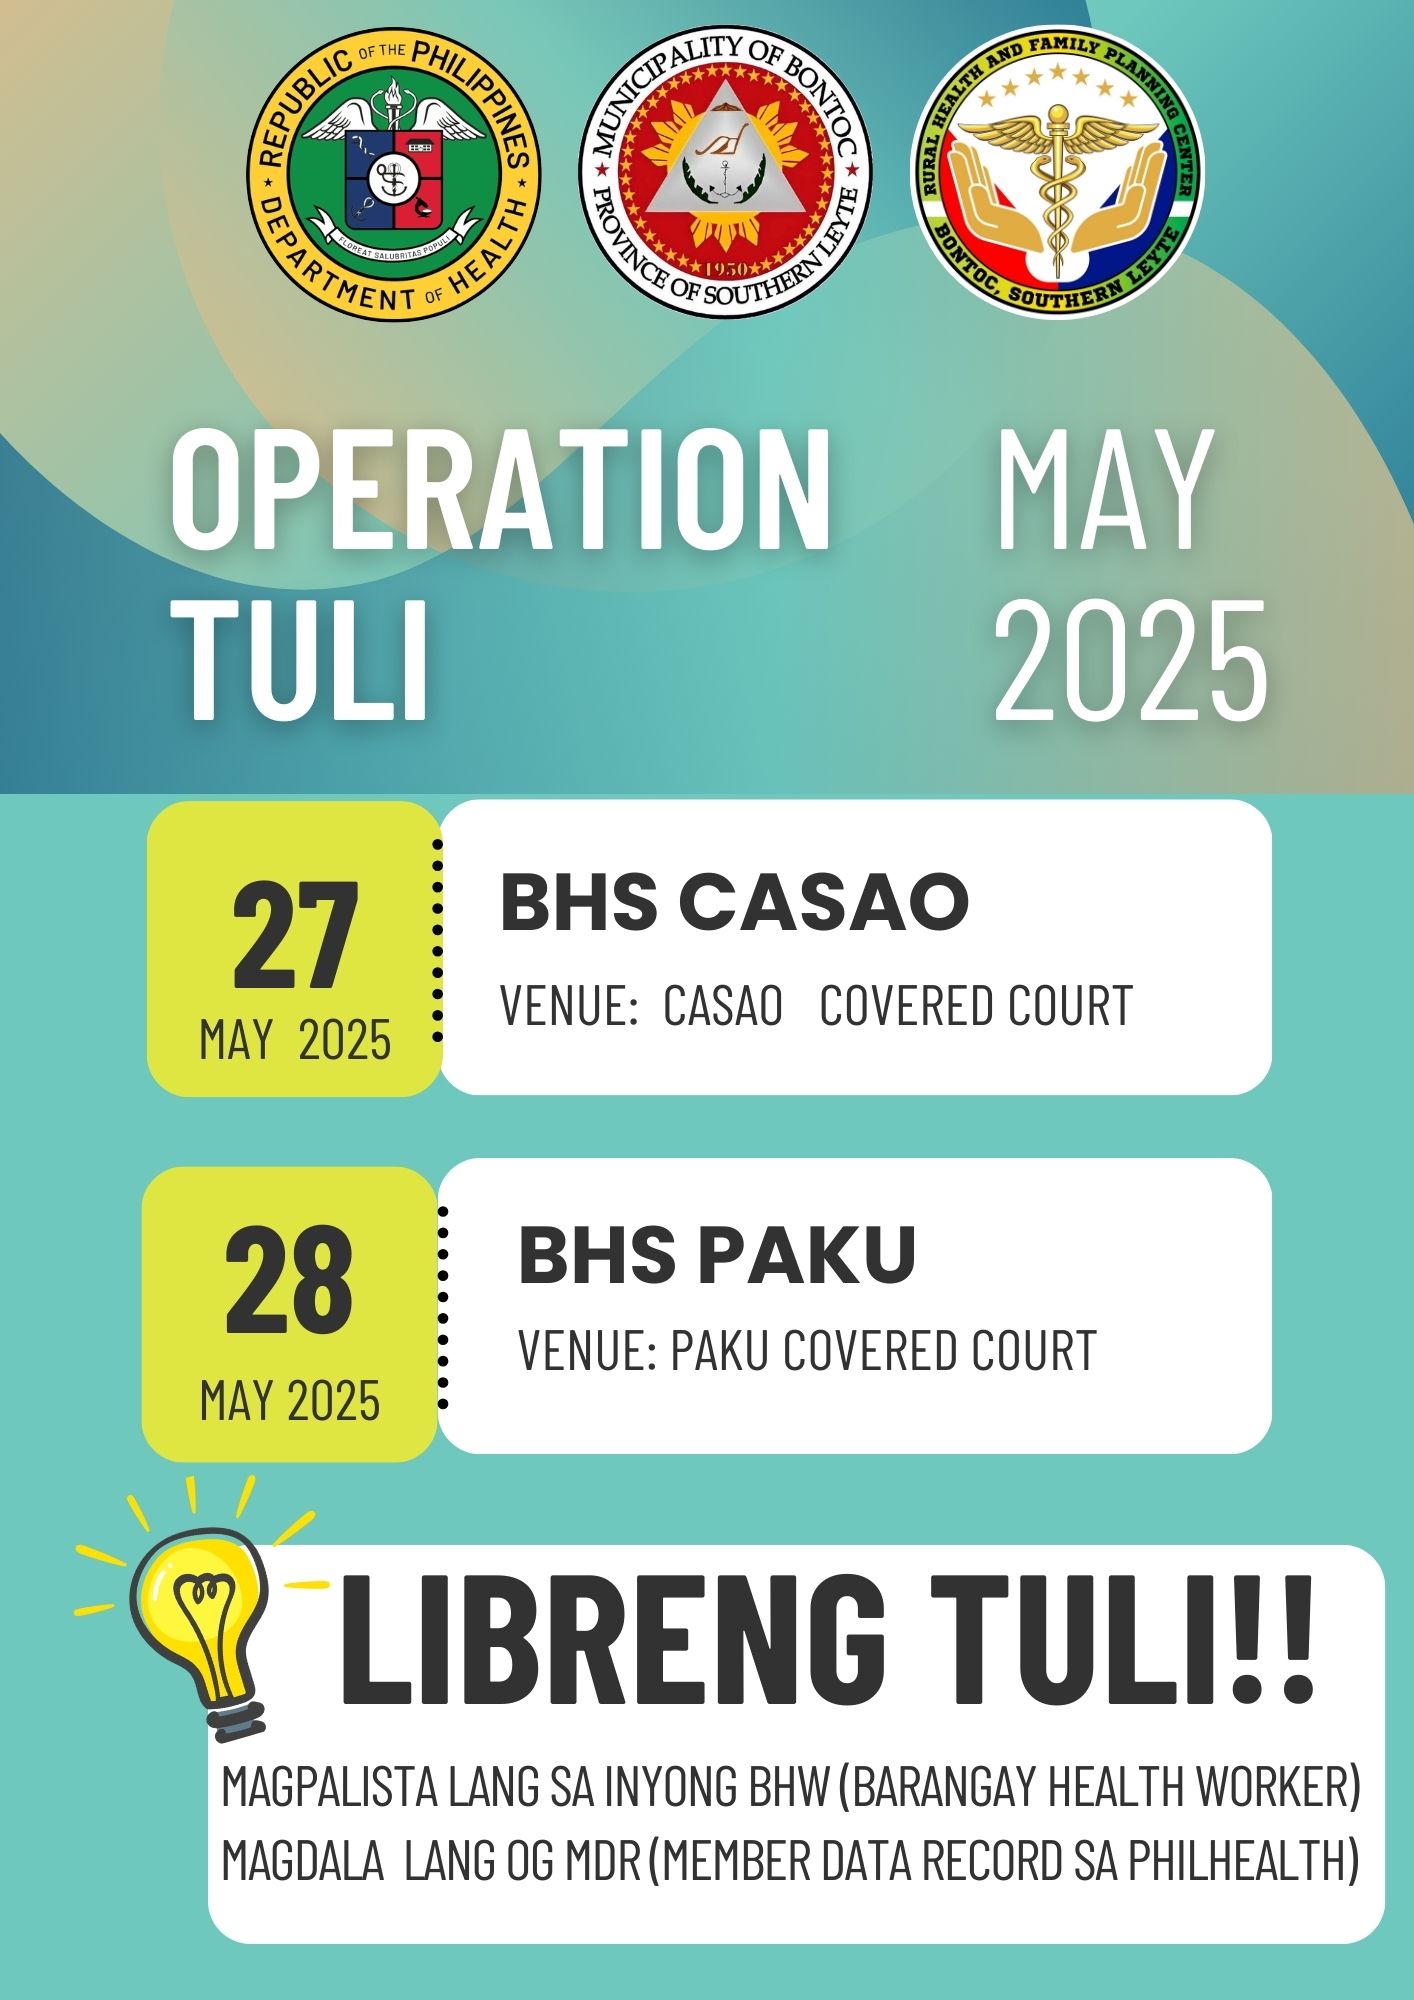 REPUBLIC OF THE PHILIPPINES
DEPARTMENT OF HEALTH
FLOREAT SALUBRITAS POPULI
MUNICIPALITY OF BONTOC
PROVINCE OF SOUTHERN LEYTE
1950
RURAL HEALTH AND FAMILY PLANNING CENTER
BONTOC, SOUTHERN LEYTE
OPERATION TULI
MAY 2025
27
MAY 2025
BHS CASAO
VENUE: CASAO COVERED COURT
28
MAY 2025
BHS PAKU
VENUE: PAKU COVERED COURT
LIBRENG TULI!!
MAGPALISTA LANG SA INYONG BHW (BARANGAY HEALTH WORKER)
MAGDALA LANG OG MDR (MEMBER DATA RECORD SA PHILHEALTH)